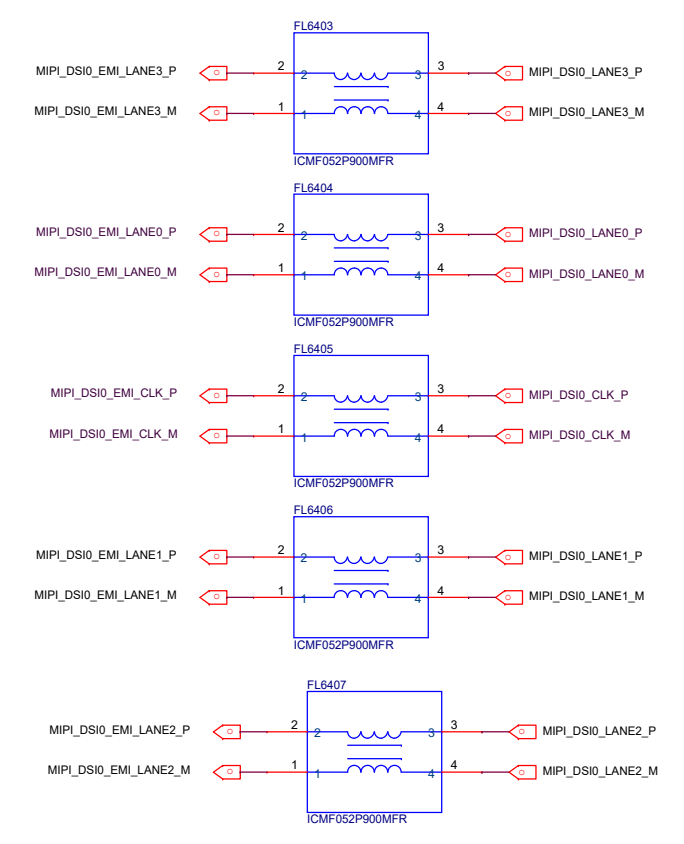 FL6403
MIPI_DSI0_EMI_LANE3_P 2 2 3 3 MIPI_DSI0_LANE3_P
MIPI_DSI0_EMI_LANE3_M 1 1 4 4 MIPI_DSI0_LANE3_M
ICMF052P900MFR
FL6404
MIPI_DSI0_EMI_LANE0_P 2 2 3 3 MIPI_DSI0_LANE0_P
MIPI_DSI0_EMI_LANE0_M 1 1 4 4 MIPI_DSI0_LANE0_M
ICMF052P900MFR
FL6405
MIPI_DSI0_EMI_CLK_P 2 2 3 3 MIPI_DSI0_CLK_P
MIPI_DSI0_EMI_CLK_M 1 1 4 4 MIPI_DSI0_CLK_M
ICMF052P900MFR
FL6406
MIPI_DSI0_EMI_LANE1_P 2 2 3 3 MIPI_DSI0_LANE1_P
MIPI_DSI0_EMI_LANE1_M 1 1 4 4 MIPI_DSI0_LANE1_M
ICMF052P900MFR
FL6407
MIPI_DSI0_EMI_LANE2_P 2 2 3 3 MIPI_DSI0_LANE2_P
MIPI_DSI0_EMI_LANE2_M 1 1 4 4 MIPI_DSI0_LANE2_M
ICMF052P900MFR